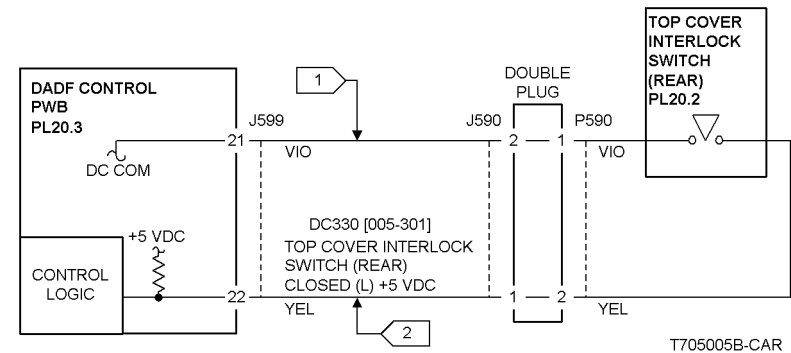 TOP COVER
INTERLOCK
SWITCH
(REAR)
PL20.2
DOUBLE
PLUG
1
DADF CONTROL
PWB
PL20.3
J599
J590
P590
21
2
1
VIO
VIO
DC COM
DC330 [005-301]
TOP COVER INTERLOCK
SWITCH (REAR)
CLOSED (L) +5 VDC
+5 VDC
CONTROL
LOGIC
22
1
2
YEL
YEL
2
T705005B-CAR